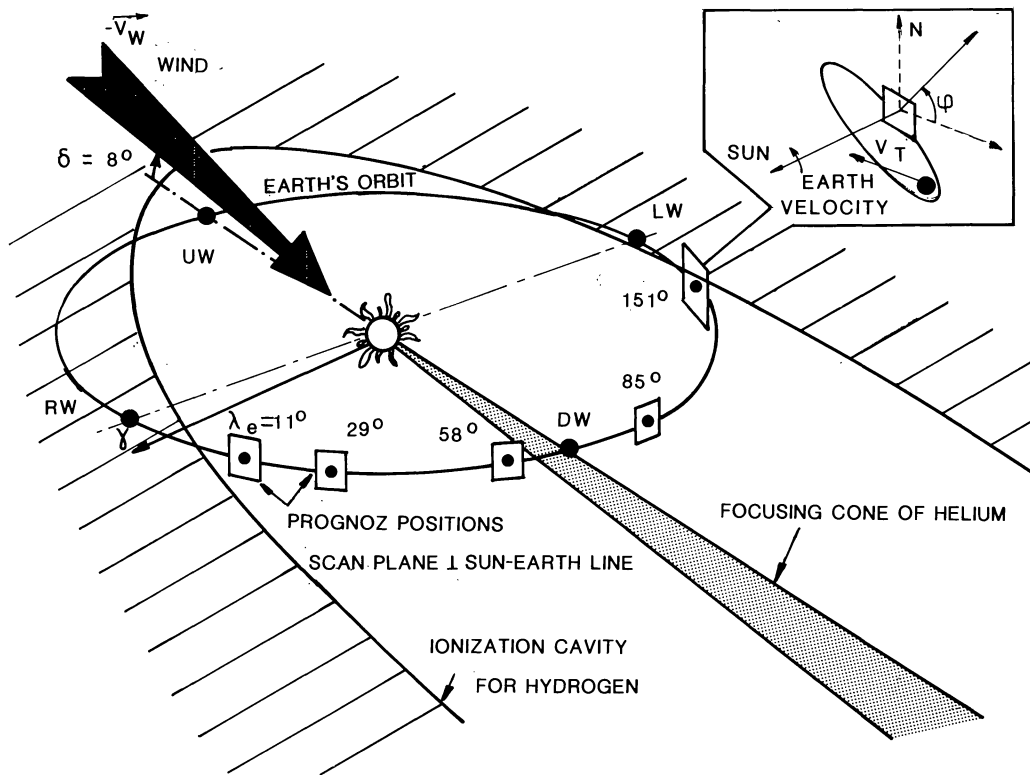 -V_W
WIND
δ = 8°
EARTH'S ORBIT
UW
LW
151°
RW
γ
λe=11°
29°
58°
DW
85°
PROGNOZ POSITIONS
SCAN PLANE ⊥ SUN-EARTH LINE
FOCUSING CONE OF HELIUM
IONIZATION CAVITY
FOR HYDROGEN
N
φ
V_T
SUN
EARTH
VELOCITY